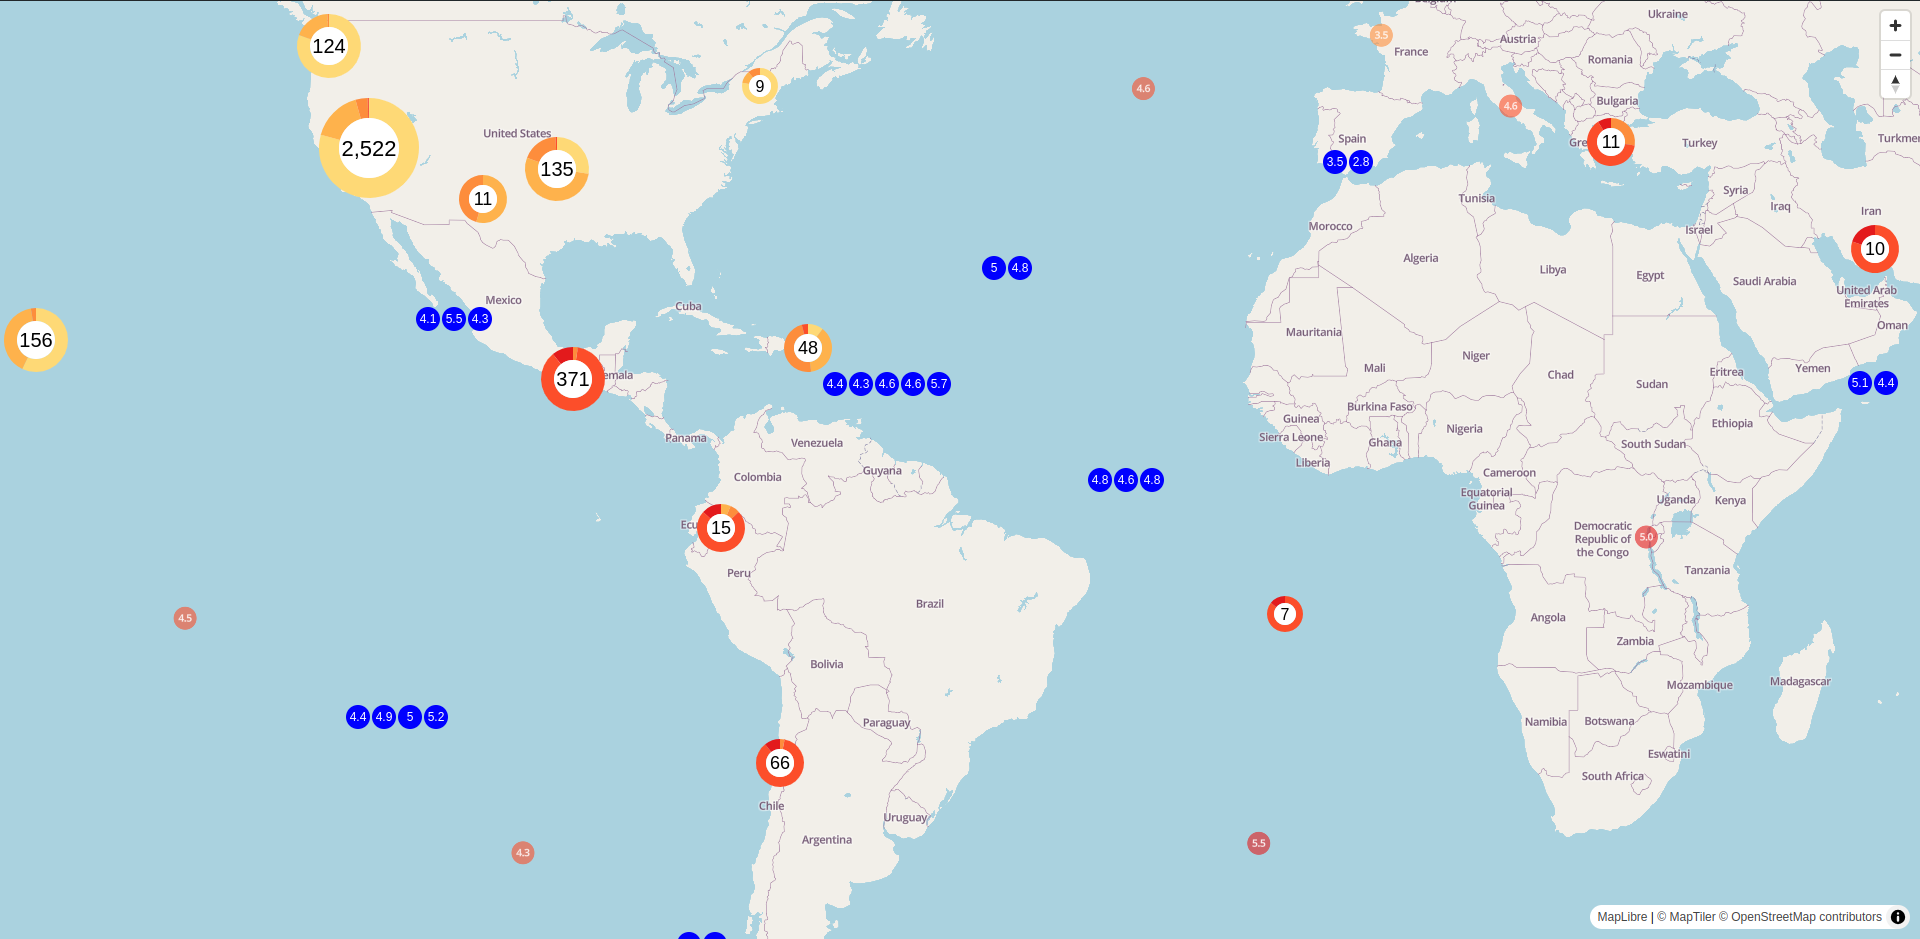 Belgium
Ukraine
124
3.5
Austria
France
Romania
9
4.6
4.6
Bulgaria
United States
Spain
2,522
135
Gre
11
Turkey
Turkmen
3.5 2.8
11
Tunisia
Syria
Iraq
Iran
Morocco
Israel
10
Algeria
Libya
Egypt
5 4.8
Saudi Arabia
United Arab
Emirates
Mexico
Cuba
4.1 5.5 4.3
Oman
Mauritania
156
48
Niger
Mali
Yemen
371
emala
Chad
Eritrea
4.4 4.3 4.6 4.6 5.7
Sudan
5.1 4.4
Burkina Faso
Guinea
Ethiopia
Nigeria
Panama
Venezuela
Sierra Leone
Ghana
South Sudan
Liberia
Guyana
Colombia
Cameroon
4.8 4.6 4.8
Equatorial
Guinea
Uganda
Kenya
Ecu
15
Democratic
Republic of
the Congo
5.0
Peru
Tanzania
Brazil
4.5
7
Angola
Zambia
Bolivia
Madagascar
Mozambique
4.4 4.9 5 5.2
Paraguay
Namibia
Botswana
Eswatini
66
South Africa
Chile
Uruguay
Argentina
5.5
4.3
MapLibre | © MapTiler © OpenStreetMap contributors